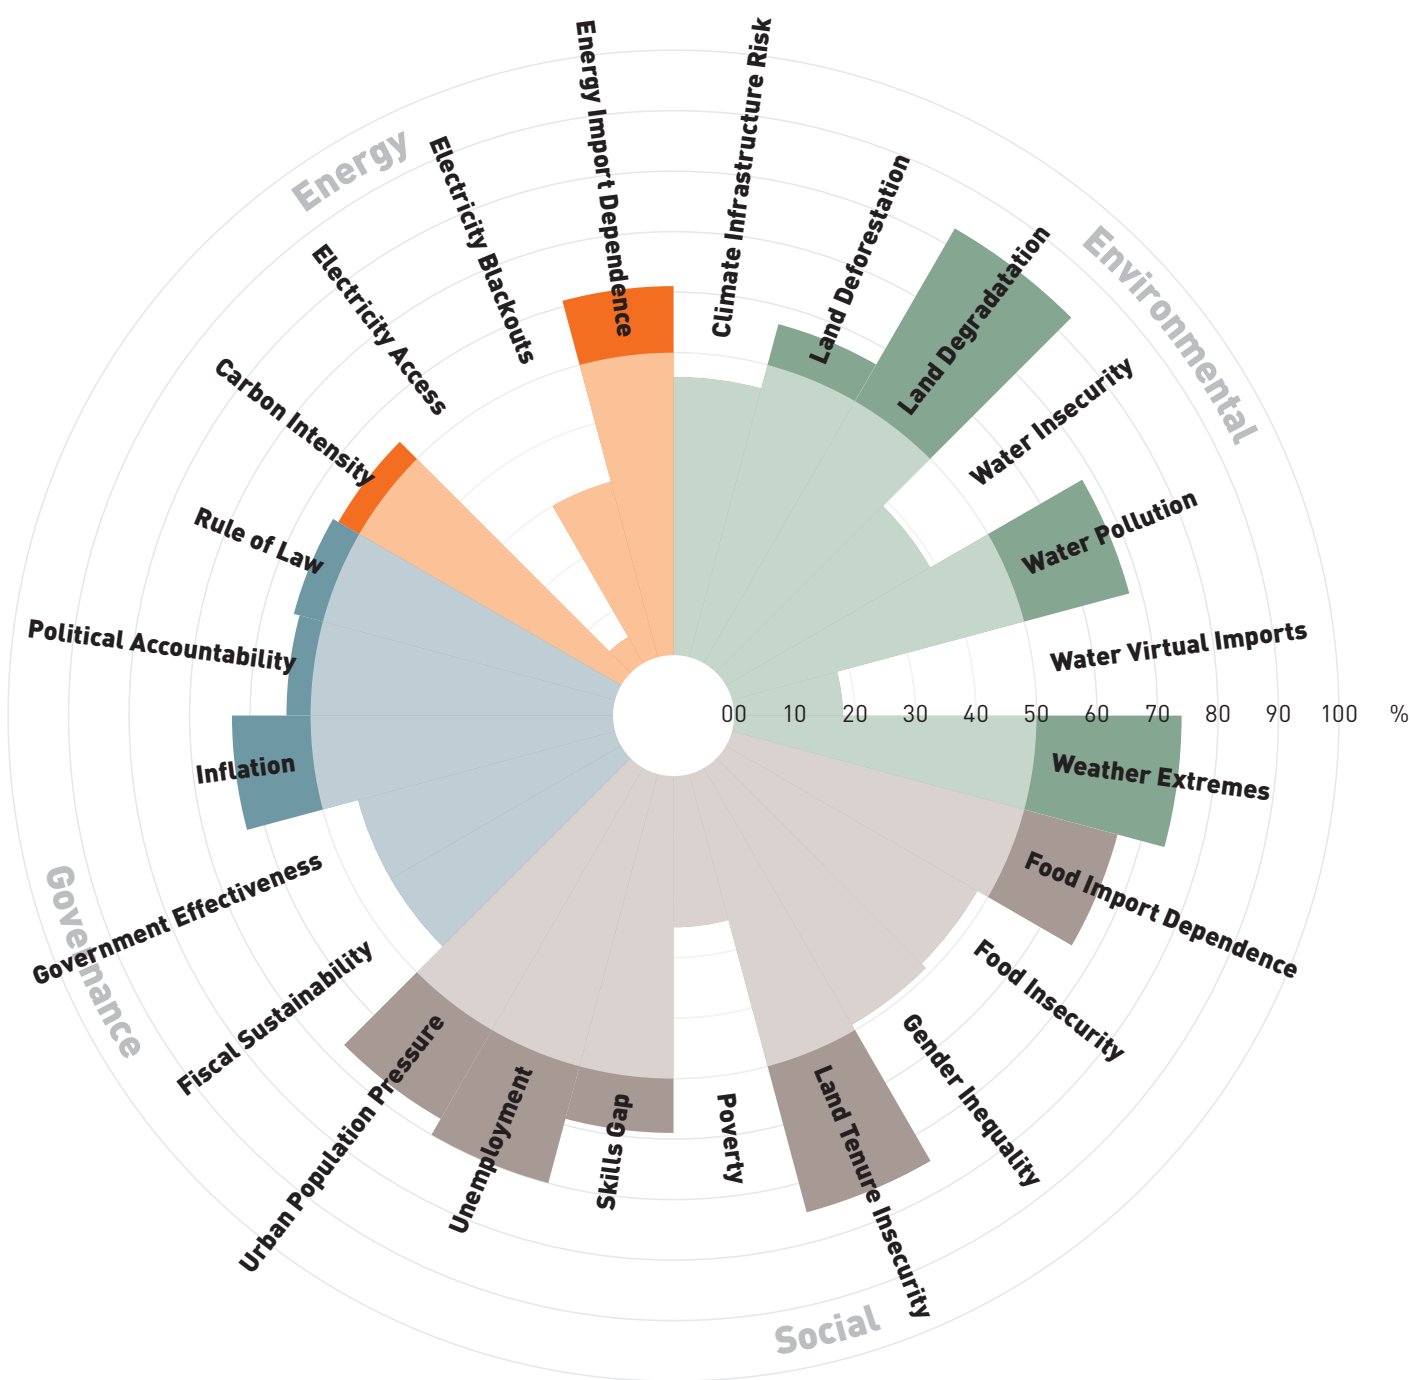 Energy
Environmental
Social
Governance
Climate Infrastructure Risk
Land Deforestation
Land Degradatation
Water Insecurity
Water Pollution
Water Virtual Imports
00 10 20 30 40 50 60 70 80 90 100 %
Weather Extremes
Food Import Dependence
Food Insecurity
Gender Inequality
Land Tenure Insecurity
Poverty
Skills Gap
Unemployment
Urban Population Pressure
Fiscal Sustainability
Government Effectiveness
Inflation
Political Accountability
Rule of Law
Carbon Intensity
Electricity Access
Electricity Blackouts
Energy Import Dependence